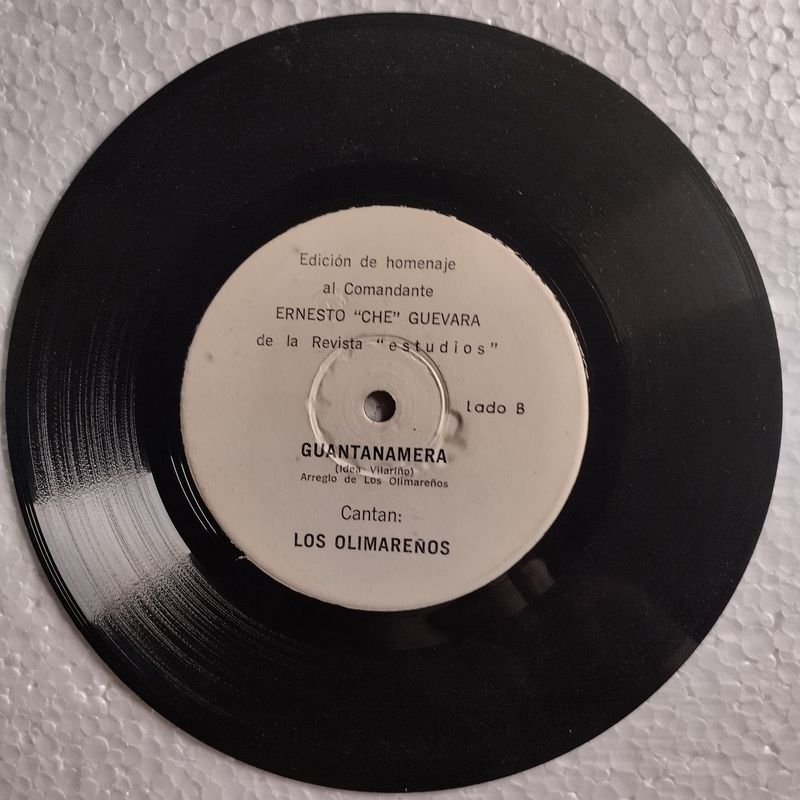 Edición de homenaje
al Comandante
ERNESTO "CHE" GUEVARA
de la Revista "estudios"
Lado B
GUANTANAMERA
(Idea Vilariño)
Arreglo de Los Olimareños
Cantan:
LOS OLIMAREÑOS